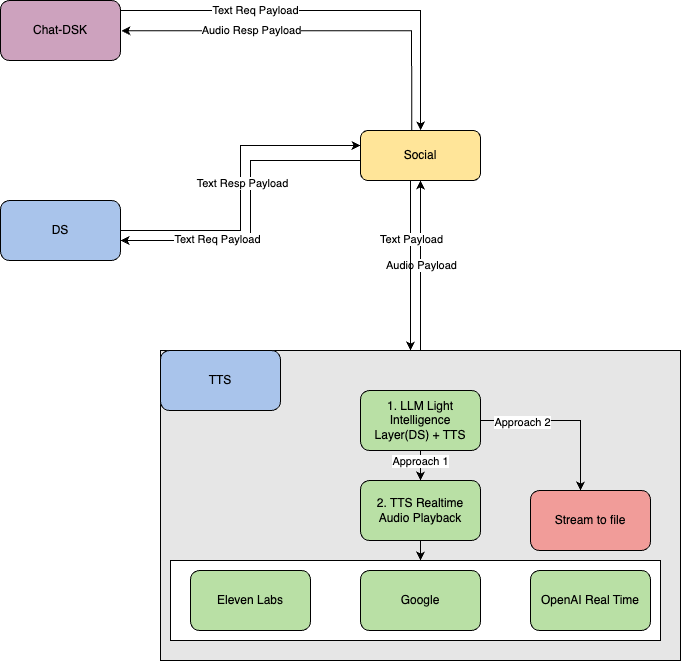 Text Req Payload
Chat-DSK
Audio Resp Payload
Social
Text Resp Payload
DS
Text Req Payload
Text Payload
Audio Payload
TTS
1. LLM Light
Intelligence
Layer(DS) + TTS
Approach 2
Approach 1
2. TTS Realtime
Audio Playback
Stream to file
Eleven Labs
Google
OpenAI Real Time